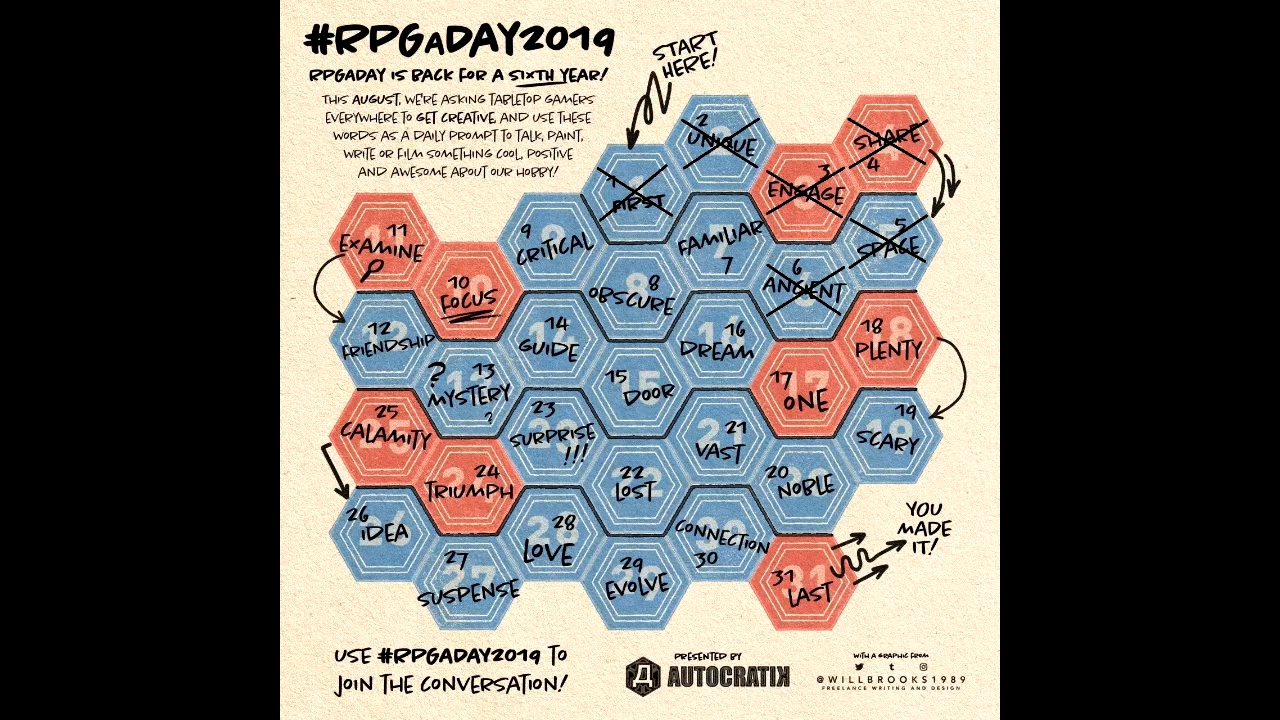 #RPGaDAY2019
RPGADAY IS BACK FOR A SIXTH YEAR!
THIS AUGUST, WE'RE ASKING TABLETOP GAMERS
EVERYWHERE TO GET CREATIVE, AND USE THESE
WORDS AS A DAILY PROMPT TO TALK, PAINT,
WRITE OR FILM SOMETHING COOL, POSITIVE
AND AWESOME ABOUT OUR HOBBY!
START
HERE!
1
FIRST
2
UNIQUE
3
ENGAGE
SHARE
4
5
SPACE
6
ANCIENT
FAMILIAR
7
8
OBSCURE
9
CRITICAL
10
FOCUS
11
EXAMINE
12
FRIENDSHIP
? 13
MYSTERY
?
14
GUIDE
15
DOOR
16
DREAM
17
ONE
18
PLENTY
19
SCARY
20
NOBLE
21
VAST
22
LOST
23
SURPRISE
!!!
24
TRIUMPH
25
CALAMITY
26
IDEA
27
SUSPENSE
28
LOVE
29
EVOLVE
CONNECTION
30
31
LAST
YOU
MADE
IT!
USE #RPGADAY2019 TO
JOIN THE CONVERSATION!
PRESENTED BY
AUTOCRATIK
WITH A GRAPHIC FROM
@WILLBROOKS1989
FREELANCE WRITING AND DESIGN